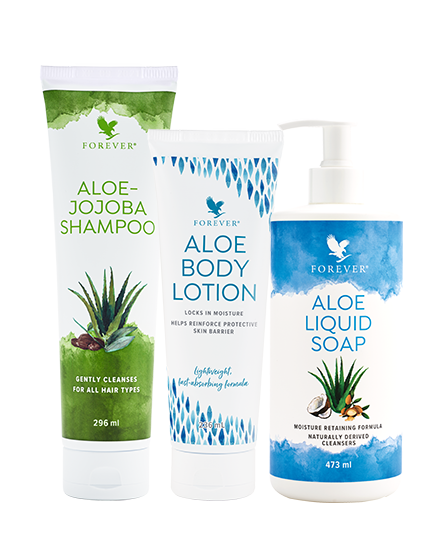 FOREVER®
ALOE-
JOJOBA
SHAMPOO
GENTLY CLEANSES
FOR ALL HAIR TYPES
296 ml
FOREVER®
ALOE
BODY
LOTION
LOCKS IN MOISTURE
HELPS REINFORCE PROTECTIVE
SKIN BARRIER
lightweight,
fast-absorbing formula
236 ml
FOREVER®
ALOE
LIQUID
SOAP
MOISTURE RETAINING FORMULA
NATURALLY DERIVED
CLEANSERS
473 ml